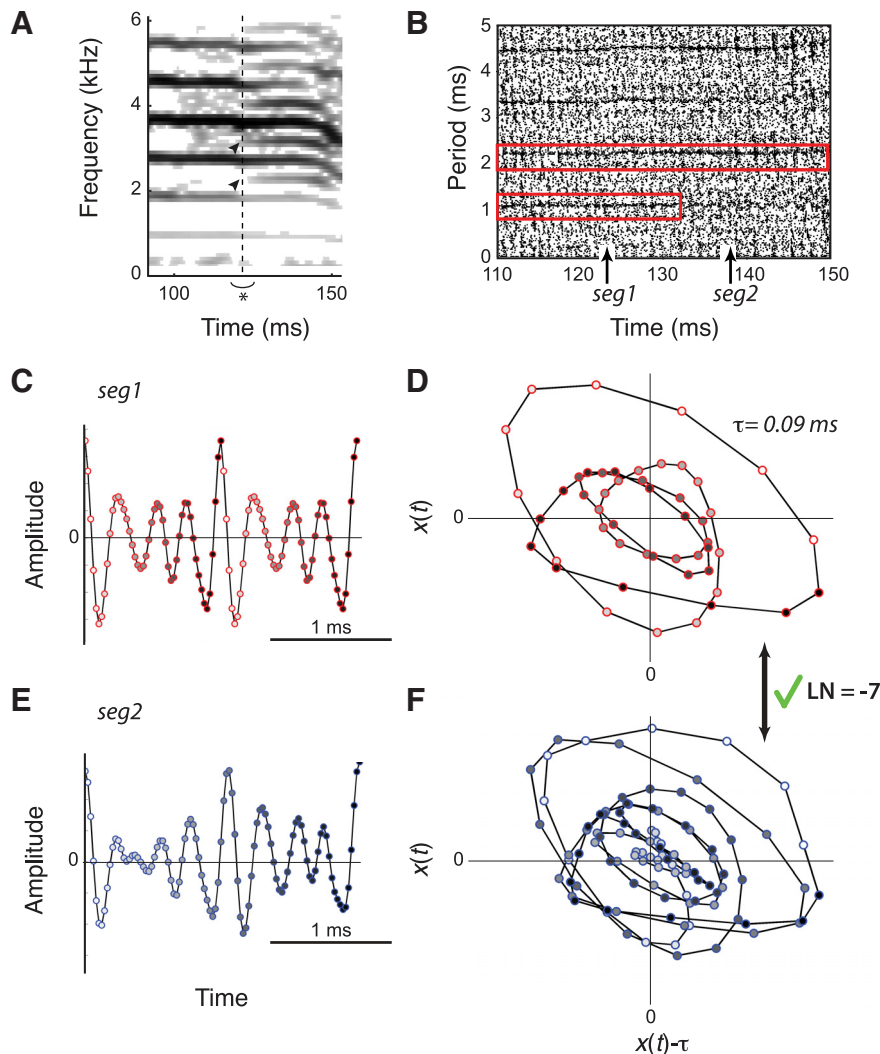 A
Frequency (kHz)
6
4
2
0
100
150
*
Time (ms)
B
Period (ms)
5
4
3
2
1
0
110
120
130
140
150
seg1
seg2
Time (ms)
C
seg1
Amplitude
0
1 ms
D
τ= 0.09 ms
x(t)
0
0
LN = -7
E
seg2
Amplitude
0
1 ms
Time
F
x(t)
0
0
x(t)-τ